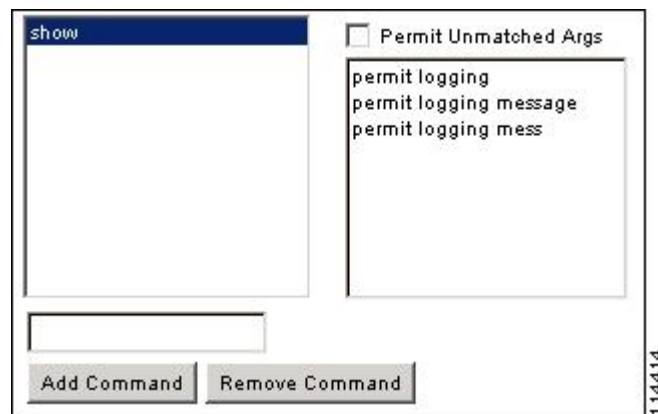 show
Permit Unmatched Args
permit logging
permit logging message
permit logging mess
Add Command
Remove Command
114414